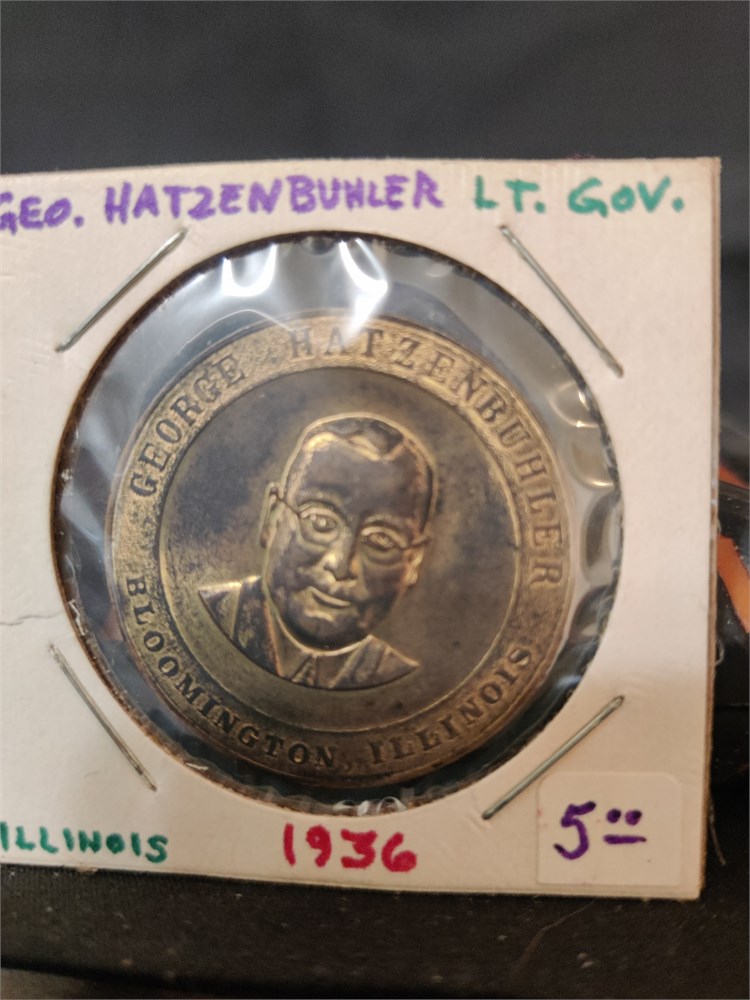 GEO. HATZENBUHLER LT. GOV.
GEORGE HATZENBUHLER
BLOOMINGTON, ILLINOIS
ILLINOIS 1936 5.00